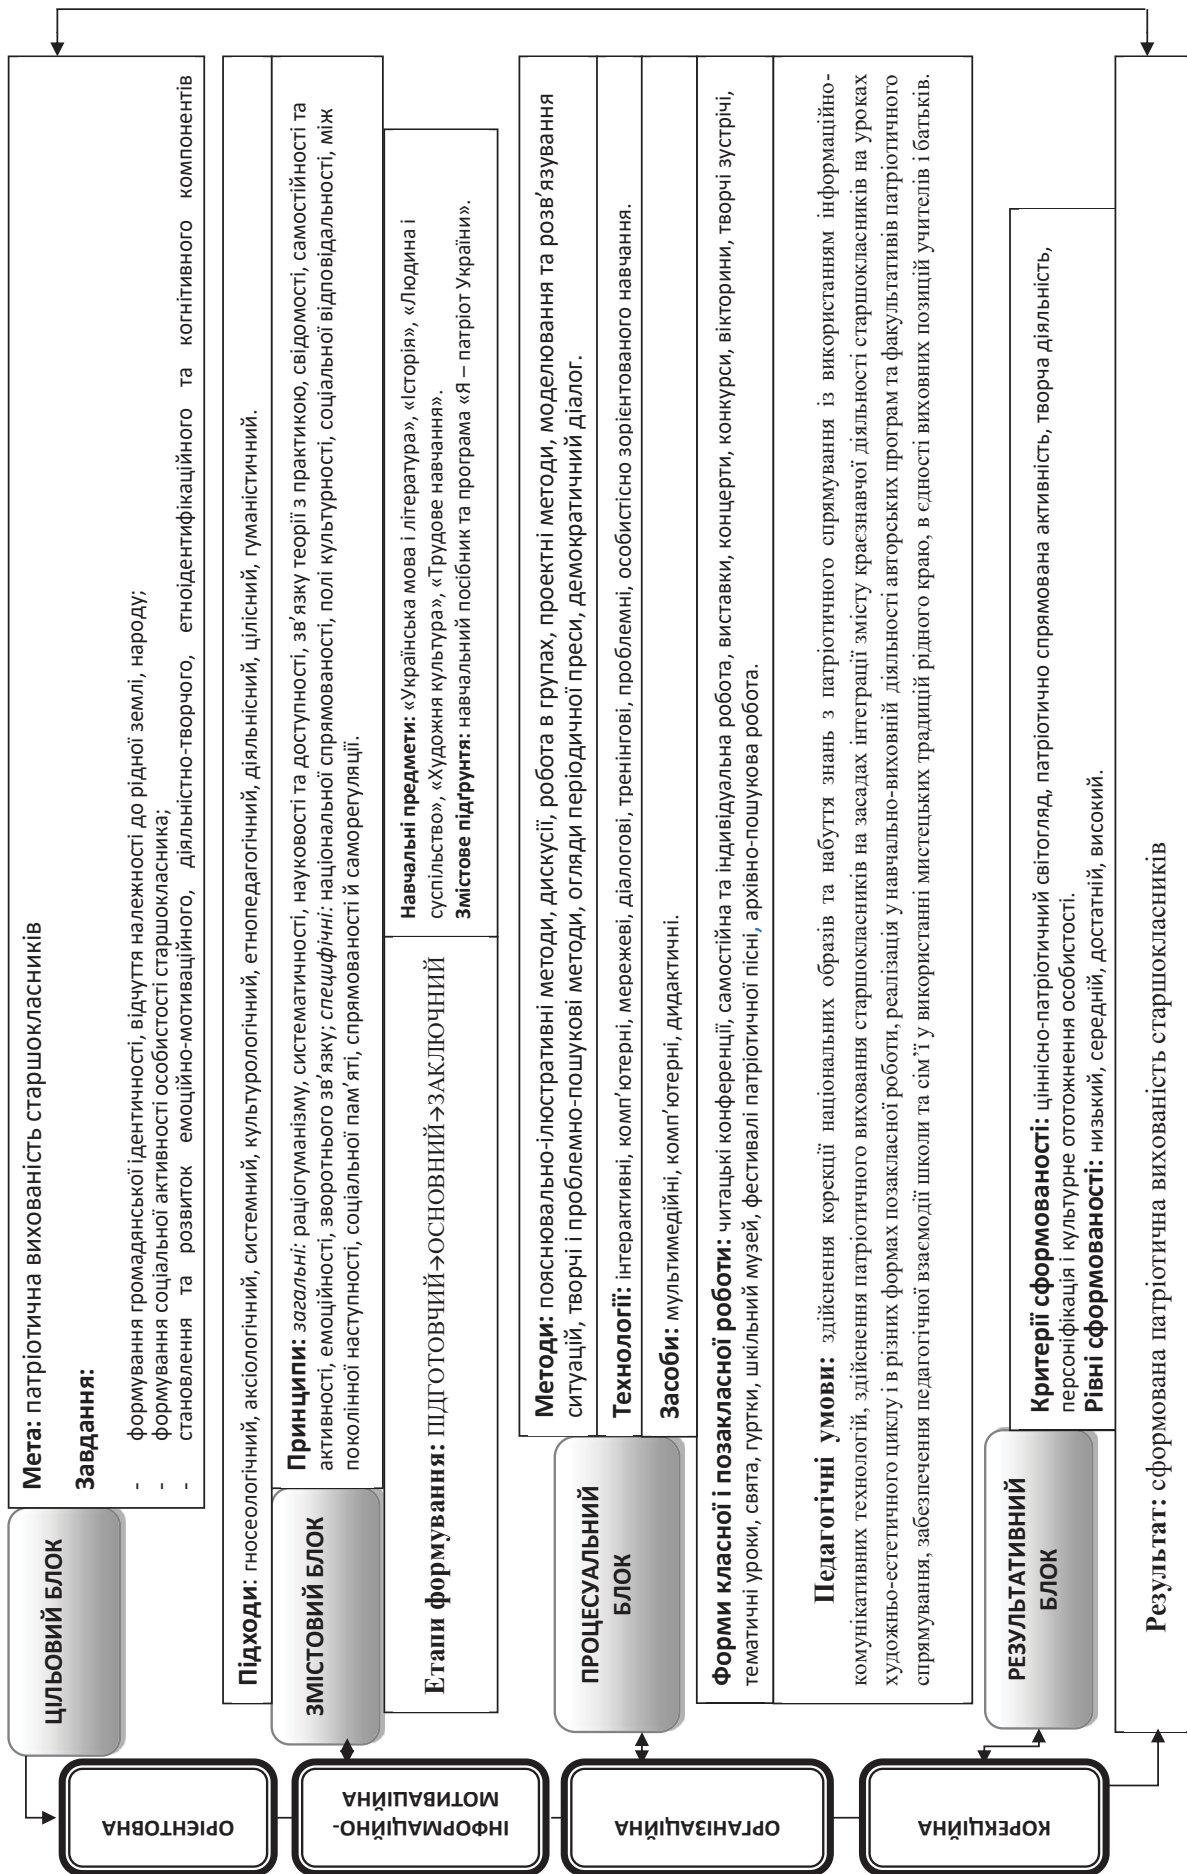 ЦІЛЬОВИЙ БЛОК
Мета: патріотична вихованість старшокласників
Завдання:
- формування громадянської ідентичності, відчуття належності до рідної землі, народу;
- формування соціальної активності особистості старшокласника;
- становлення та розвиток емоційно-мотиваційного, діяльністно-творчого, етноідентифікаційного та когнітивного компонентів
ОРІЄНТОВНА
Підходи: гносеологічний, аксіологічний, системний, культурологічний, етнопедагогічний, діяльнісний, цілісний, гуманістичний.
ЗМІСТОВИЙ БЛОК
Принципи: загальні: раціогуманізму, систематичності, науковості та доступності, зв'язку теорії з практикою, свідомості, самостійності та
активності, емоційності, зворотнього зв'язку; специфічні: національної спрямованості, полі культурності, соціальної відповідальності, між
поколінної наступності, соціальної пам'яті, спрямованості й саморегуляції.
ІНФОРМАЦІЙНО-
МОТИВАЦІЙНА
Етапи формування: ПІДГОТОВЧИЙ→ОСНОВНИЙ→ЗАКЛЮЧНИЙ
Навчальні предмети: «Українська мова і література», «Історія», «Людина і
суспільство», «Художня культура», «Трудове навчання».
Змістове підґрунтя: навчальний посібник та програма «Я – патріот України».
ПРОЦЕСУАЛЬНИЙ
БЛОК
Методи: пояснювально-ілюстративні методи, дискусії, робота в групах, проектні методи, моделювання та розв'язування
ситуацій, творчі і проблемно-пошукові методи, огляди періодичної преси, демократичний діалог.
Технології: інтерактивні, комп'ютерні, мережеві, діалогові, тренінгові, проблемні, особистісно зорієнтованого навчання.
Засоби: мультимедійні, комп'ютерні, дидактичні.
ОРГАНІЗАЦІЙНА
Форми класної і позакласної роботи: читацькі конференції, самостійна та індивідуальна робота, виставки, концерти, конкурси, вікторини, творчі зустрічі,
тематичні уроки, свята, гуртки, шкільний музей, фестивалі патріотичної пісні, архівно-пошукова робота.
Педагогічні умови: здійснення корекції національних образів та набуття знань з патріотичного спрямування із використанням інформаційно-
комунікативних технологій, здійснення патріотичного виховання старшокласників на засадах інтеграції змісту краєзнавчої діяльності старшокласників на уроках
художньо-естетичного циклу і в різних формах позакласної роботи, реалізація у навчально-виховній діяльності авторських програм та факультативів патріотичного
спрямування, забезпечення педагогічної взаємодії школи та сім'ї у використанні мистецьких традицій рідного краю, в єдності виховних позицій учителів і батьків.
РЕЗУЛЬТАТИВНИЙ
БЛОК
Критерії сформованості: ціннісно-патріотичний світогляд, патріотично спрямована активність, творча діяльність,
персоніфікація і культурне ототожнення особистості.
Рівні сформованості: низький, середній, достатній, високий.
КОРЕКЦІЙНА
Результат: сформована патріотична вихованість старшокласників